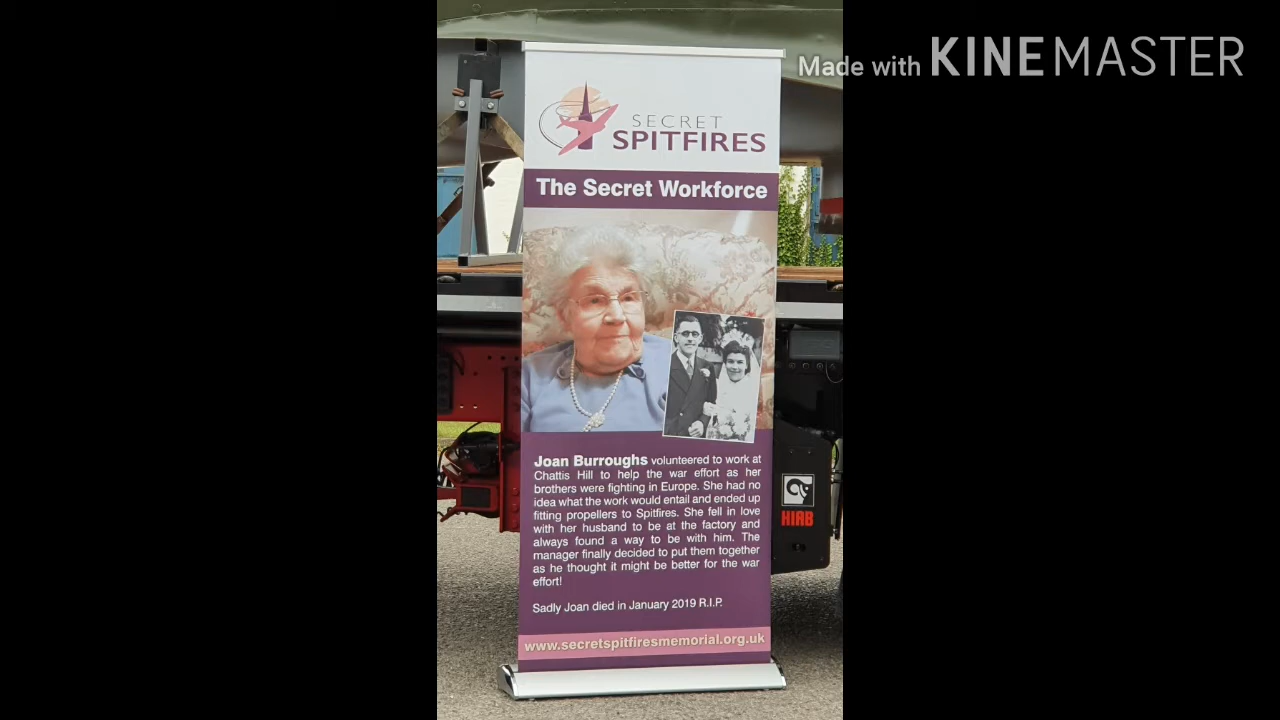 Made with KINEMASTER
SECRET
SPITFIRES
The Secret Workforce
Joan Burroughs volunteered to work at
Chattis Hill to help the war effort as her
brothers were fighting in Europe. She had no
idea what the work would entail and ended up
fitting propellers to Spitfires. She fell in love
with her husband to be at the factory and
always found a way to be with him. The
manager finally decided to put them together
as he thought it might be better for the war
effort!
Sadly Joan died in January 2019 R.I.P.
www.secretspitfiresmemorial.org.uk
HIAB